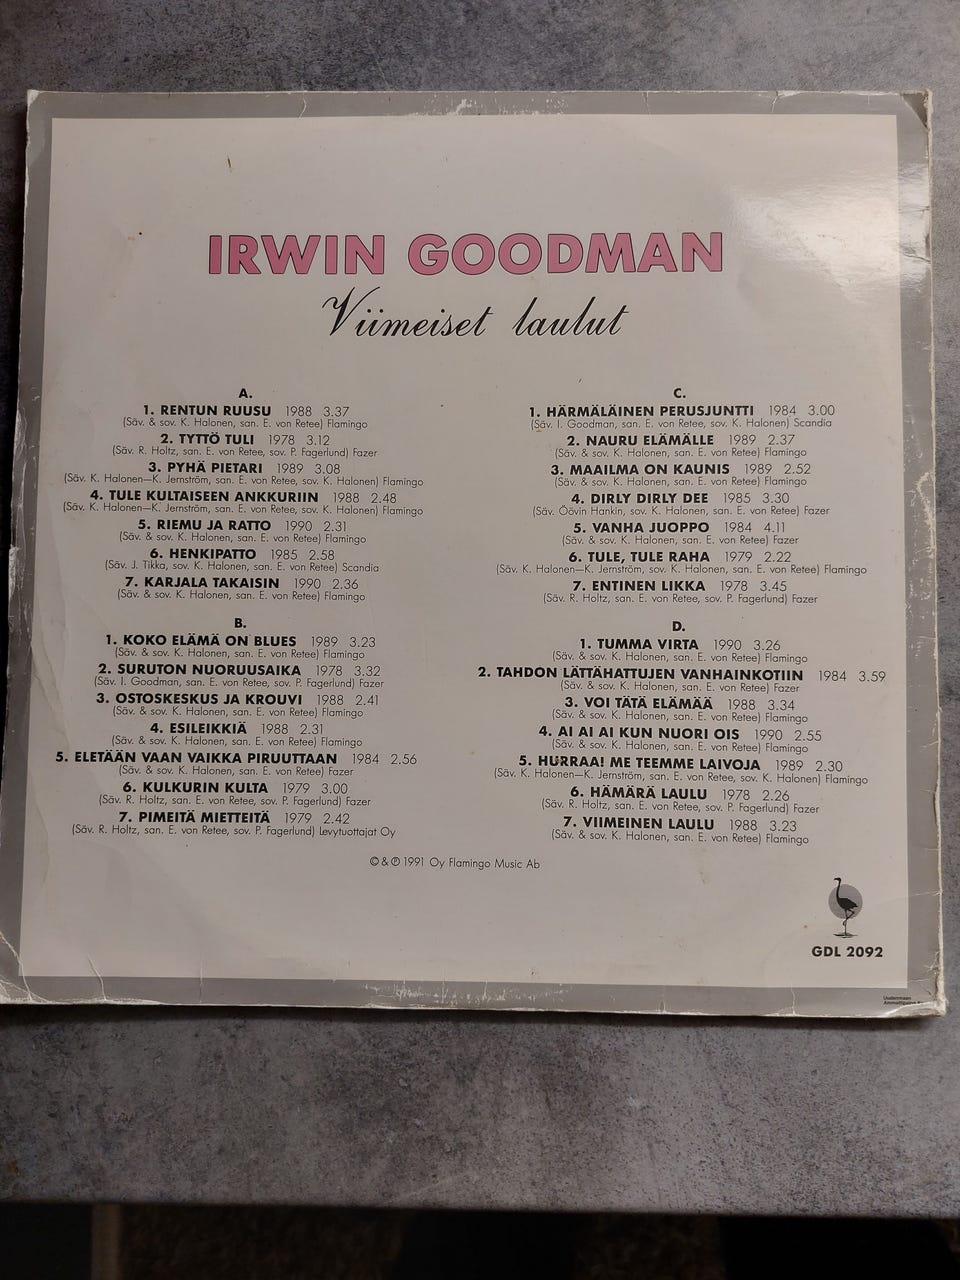 IRWIN GOODMAN
Viimeiset laulut
A.
1. RENTUN RUUSU 1988 3.37
(Säv. & sov. K. Halonen, san. E. von Retee) Flamingo
2. TYTTÖ TULI 1978 3.12
(Säv. R. Holtz, san. E. von Retee, sov. P. Fagerlund) Fazer
3. PYHÄ PIETARI 1989 3.08
(Säv. K. Halonen–K. Jernström, san. E. von Retee, sov. K. Halonen) Flamingo
4. TULE KULTAISEEN ANKKURIIN 1988 2.48
(Säv. K. Halonen–K. Jernström, san. E. von Retee, sov. K. Halonen) Flamingo
5. RIEMU JA RATTO 1990 2.31
(Säv. & sov. K. Halonen, san. E. von Retee) Flamingo
6. HENKIPATTO 1985 2.58
(Säv. J. Tikka, sov. K. Halonen, san. E. von Retee) Scandia
7. KARJALA TAKAISIN 1990 2.36
(Säv. & sov. K. Halonen, san. E. von Retee) Flamingo
B.
1. KOKO ELÄMÄ ON BLUES 1989 3.23
(Säv. & sov. K. Halonen, san. E. von Retee) Flamingo
2. SURUTON NUORUUSAIKA 1978 3.32
(Säv. I. Goodman, san. E. von Retee, sov. P. Fagerlund) Fazer
3. OSTOSKESKUS JA KROUVI 1988 2.41
(Säv. & sov. K. Halonen, san. E. von Retee) Flamingo
4. ESILEIKKIÄ 1988 2.31
(Säv. & sov. K. Halonen, san. E. von Retee) Flamingo
5. ELETÄÄN VAAN VAIKKA PIRUUTTAAN 1984 2.56
(Säv. & sov. K. Halonen, san. E. von Retee) Fazer
6. KULKURIN KULTA 1979 3.00
(Säv. R. Holtz, san. E. von Retee, sov. P. Fagerlund) Fazer
7. PIMEITÄ MIETTEITÄ 1979 2.42
(Säv. R. Holtz, san. E. von Retee, sov. P. Fagerlund) Levytuottajat Oy
C.
1. HÄRMÄLÄINEN PERUSJUNTTI 1984 3.00
(Säv. I. Goodman, san. E. von Retee, sov. K. Halonen) Scandia
2. NAURU ELÄMÄLLE 1989 2.37
(Säv. & sov. K. Halonen, san. E. von Retee) Flamingo
3. MAAILMA ON KAUNIS 1989 2.52
(Säv. & sov. K. Halonen, san. E. von Retee) Flamingo
4. DIRLY DIRLY DEE 1985 3.30
(Säv. Öövin Hankin, sov. K. Halonen, san. E. von Retee) Fazer
5. VANHA JUOPPO 1984 4.11
(Säv. & sov. K. Halonen, san. E. von Retee) Fazer
6. TULE, TULE RAHA 1979 2.22
(Säv. K. Halonen–K. Jernström, sov. K. Halonen, san. E. von Retee) Flamingo
7. ENTINEN LIKKA 1978 3.45
(Säv. R. Holtz, san. E. von Retee, sov. P. Fagerlund) Fazer
D.
1. TUMMA VIRTA 1990 3.26
(Säv. & sov. K. Halonen, san. E. von Retee) Flamingo
2. TAHDON LÄTTÄHATTUJEN VANHAINKOTIIN 1984 3.59
(Säv. & sov. K. Halonen, san. E. von Retee) Fazer
3. VOI TÄTÄ ELÄMÄÄ 1988 3.34
(Säv. & sov. K. Halonen, san. E. von Retee) Flamingo
4. AI AI AI KUN NUORI OIS 1990 2.55
(Säv. & sov. K. Halonen, san. E. von Retee) Flamingo
5. HURRAA! ME TEEMME LAIVOJA 1989 2.30
(Säv. K. Halonen–K. Jernström, sov. K. Halonen, san. E. von Retee, sov. K. Halonen) Flamingo
6. HÄMÄRÄ LAULU 1978 2.26
(Säv. R. Holtz, san. E. von Retee, sov. P. Fagerlund) Fazer
7. VIIMEINEN LAULU 1988 3.23
(Säv. & sov. K. Halonen, san. E. von Retee) Flamingo
© & ℗ 1991 Oy Flamingo Music Ab
GDL 2092
Uudenmaan